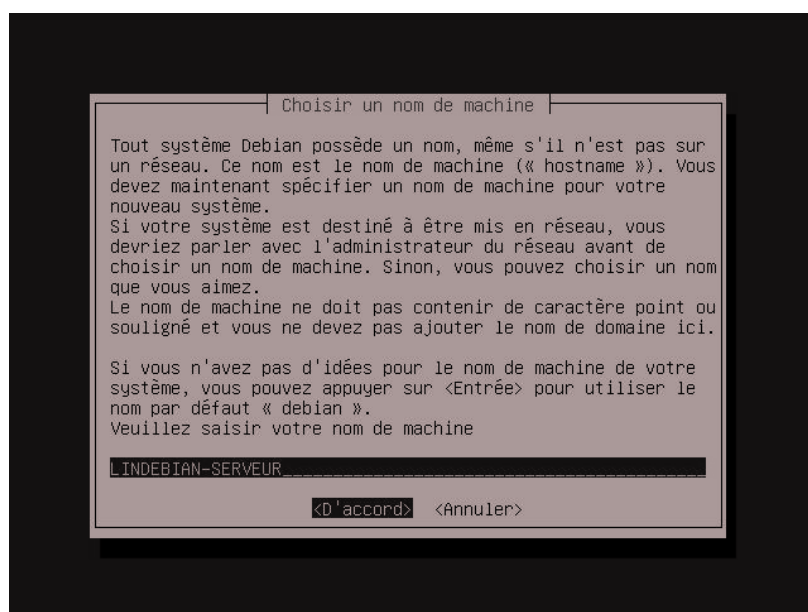 Choisir un nom de machine
Tout système Debian possède un nom, même s'il n'est pas sur
un réseau. Ce nom est le nom de machine (« hostname »). Vous
devez maintenant spécifier un nom de machine pour votre
nouveau système.
Si votre système est destiné à être mis en réseau, vous
devriez parler avec l'administrateur du réseau avant de
choisir un nom de machine. Sinon, vous pouvez choisir un nom
que vous aimez.
Le nom de machine ne doit pas contenir de caractère point ou
souligné et vous ne devez pas ajouter le nom de domaine ici.
Si vous n'avez pas d'idées pour le nom de machine de votre
système, vous pouvez appuyer sur <Entrée> pour utiliser le
nom par défaut « debian ».
Veuillez saisir votre nom de machine
LINDEBIAN-SERVEUR
<D'accord> <Annuler>